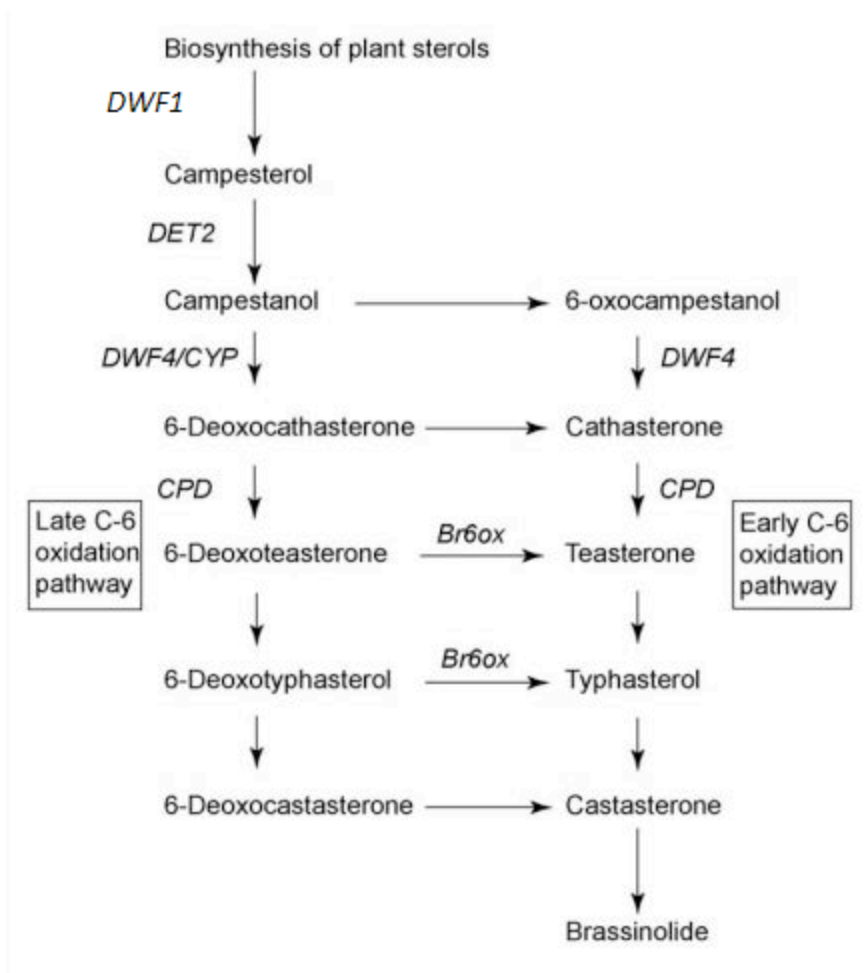 Biosynthesis of plant sterols
DWF1
Campesterol
DET2
Campestanol
6-oxocampestanol
DWF4/CYP
DWF4
6-Deoxocathasterone
Cathasterone
CPD
CPD
Late C-6
oxidation
pathway
6-Deoxoteasterone
Br6ox
Teasterone
Early C-6
oxidation
pathway
6-Deoxotyphasterol
Br6ox
Typhasterol
6-Deoxocastasterone
Castasterone
Brassinolide